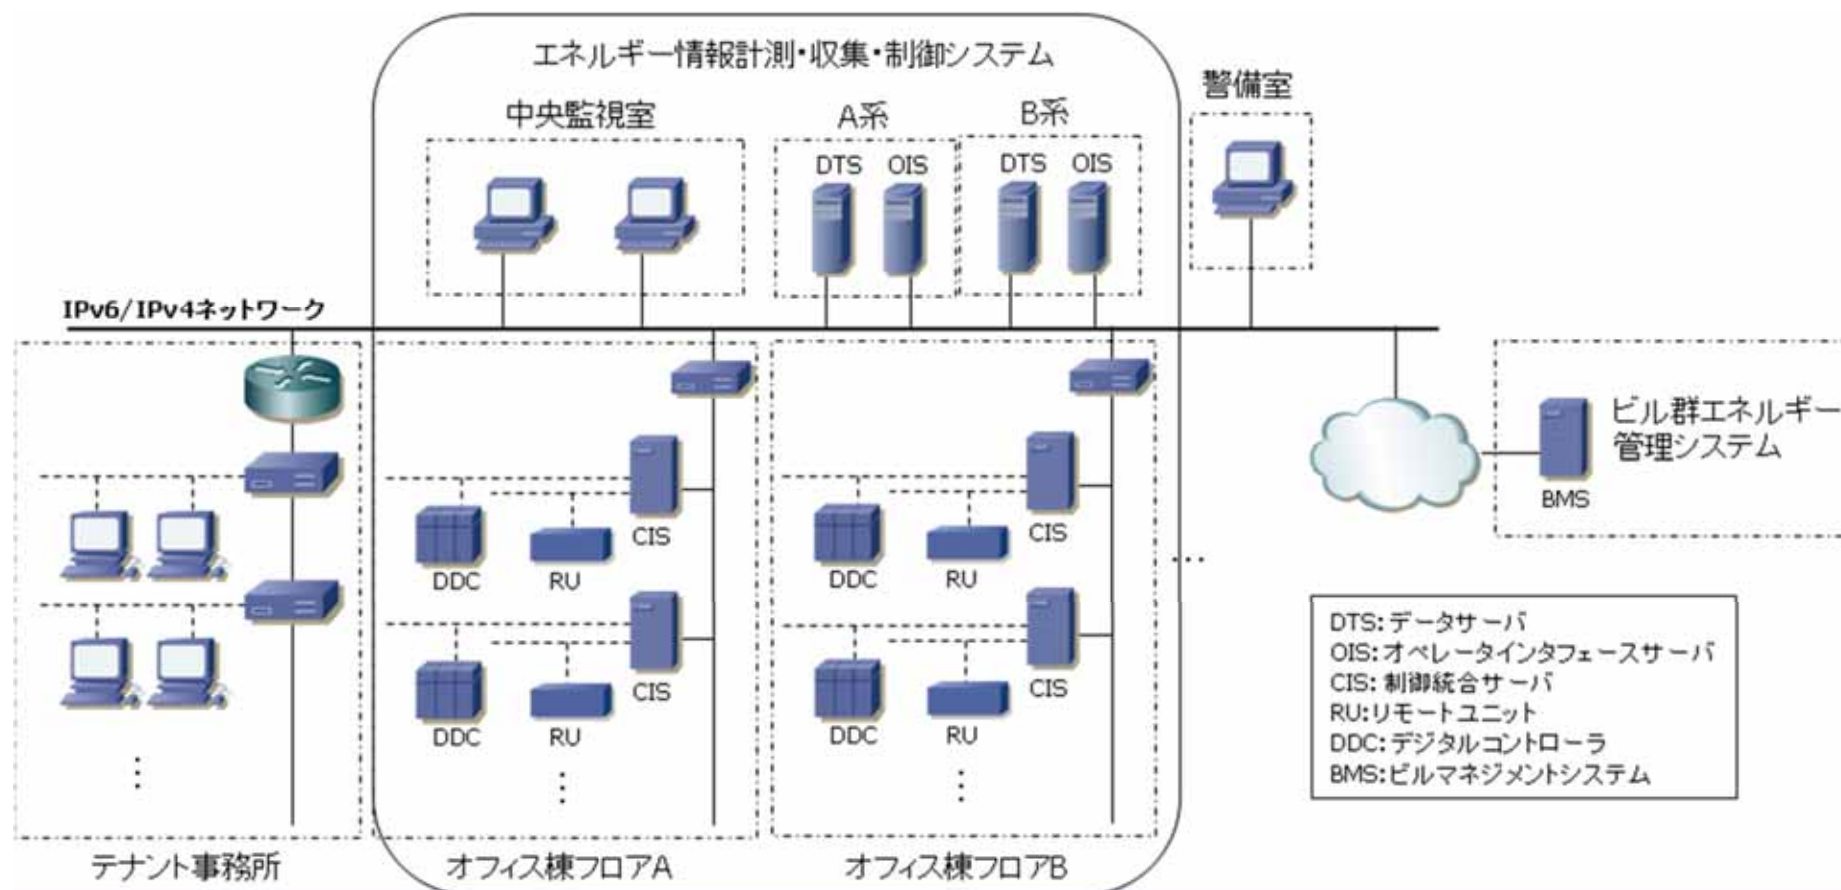 エネルギー情報計測・収集・制御システム
中央監視室
A系
B系
警備室
DTS OIS
DTS OIS
IPv6/IPv4ネットワーク
ビル群エネルギー
管理システム
BMS
CIS
DDC
RU
CIS
DDC
RU
CIS
DDC
RU
CIS
DDC
RU
⋮
⋮
⋮
…
DTS:データサーバ
OIS:オペレータインタフェースサーバ
CIS:制御統合サーバ
RU:リモートユニット
DDC:デジタルコントローラ
BMS:ビルマネジメントシステム
テナント事務所
オフィス棟フロアA
オフィス棟フロアB